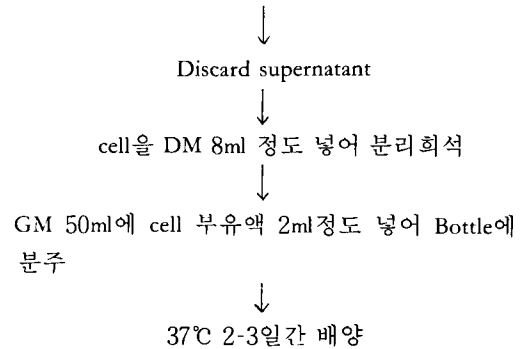 ↓
Discard supernatant
↓
cell을 DM 8ml 정도 넣어 분리희석
↓
GM 50ml에 cell 부유액 2ml정도 넣어 Bottle에
분주
↓
37℃ 2-3일간 배양